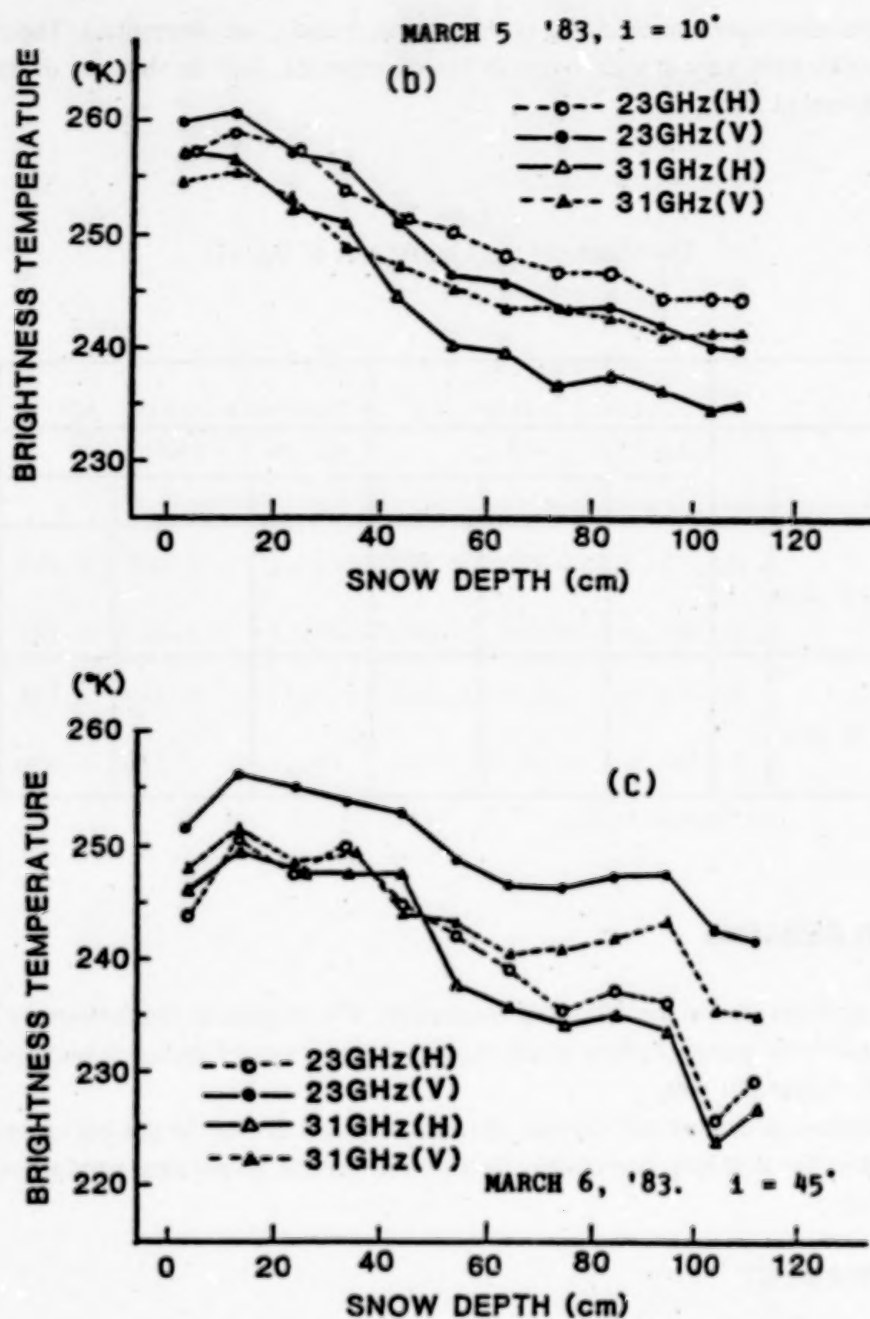 MARCH 5 '83, i = 10°
(°K)
(b)
260
250
240
230
BRIGHTNESS TEMPERATURE
23GHz(H)
23GHz(V)
31GHz(H)
31GHz(V)
0 20 40 60 80 100 120
SNOW DEPTH (cm)
(°K)
(c)
260
250
240
230
220
BRIGHTNESS TEMPERATURE
23GHz(H)
23GHz(V)
31GHz(H)
31GHz(V)
MARCH 6, '83. i = 45°
0 20 40 60 80 100 120
SNOW DEPTH (cm)